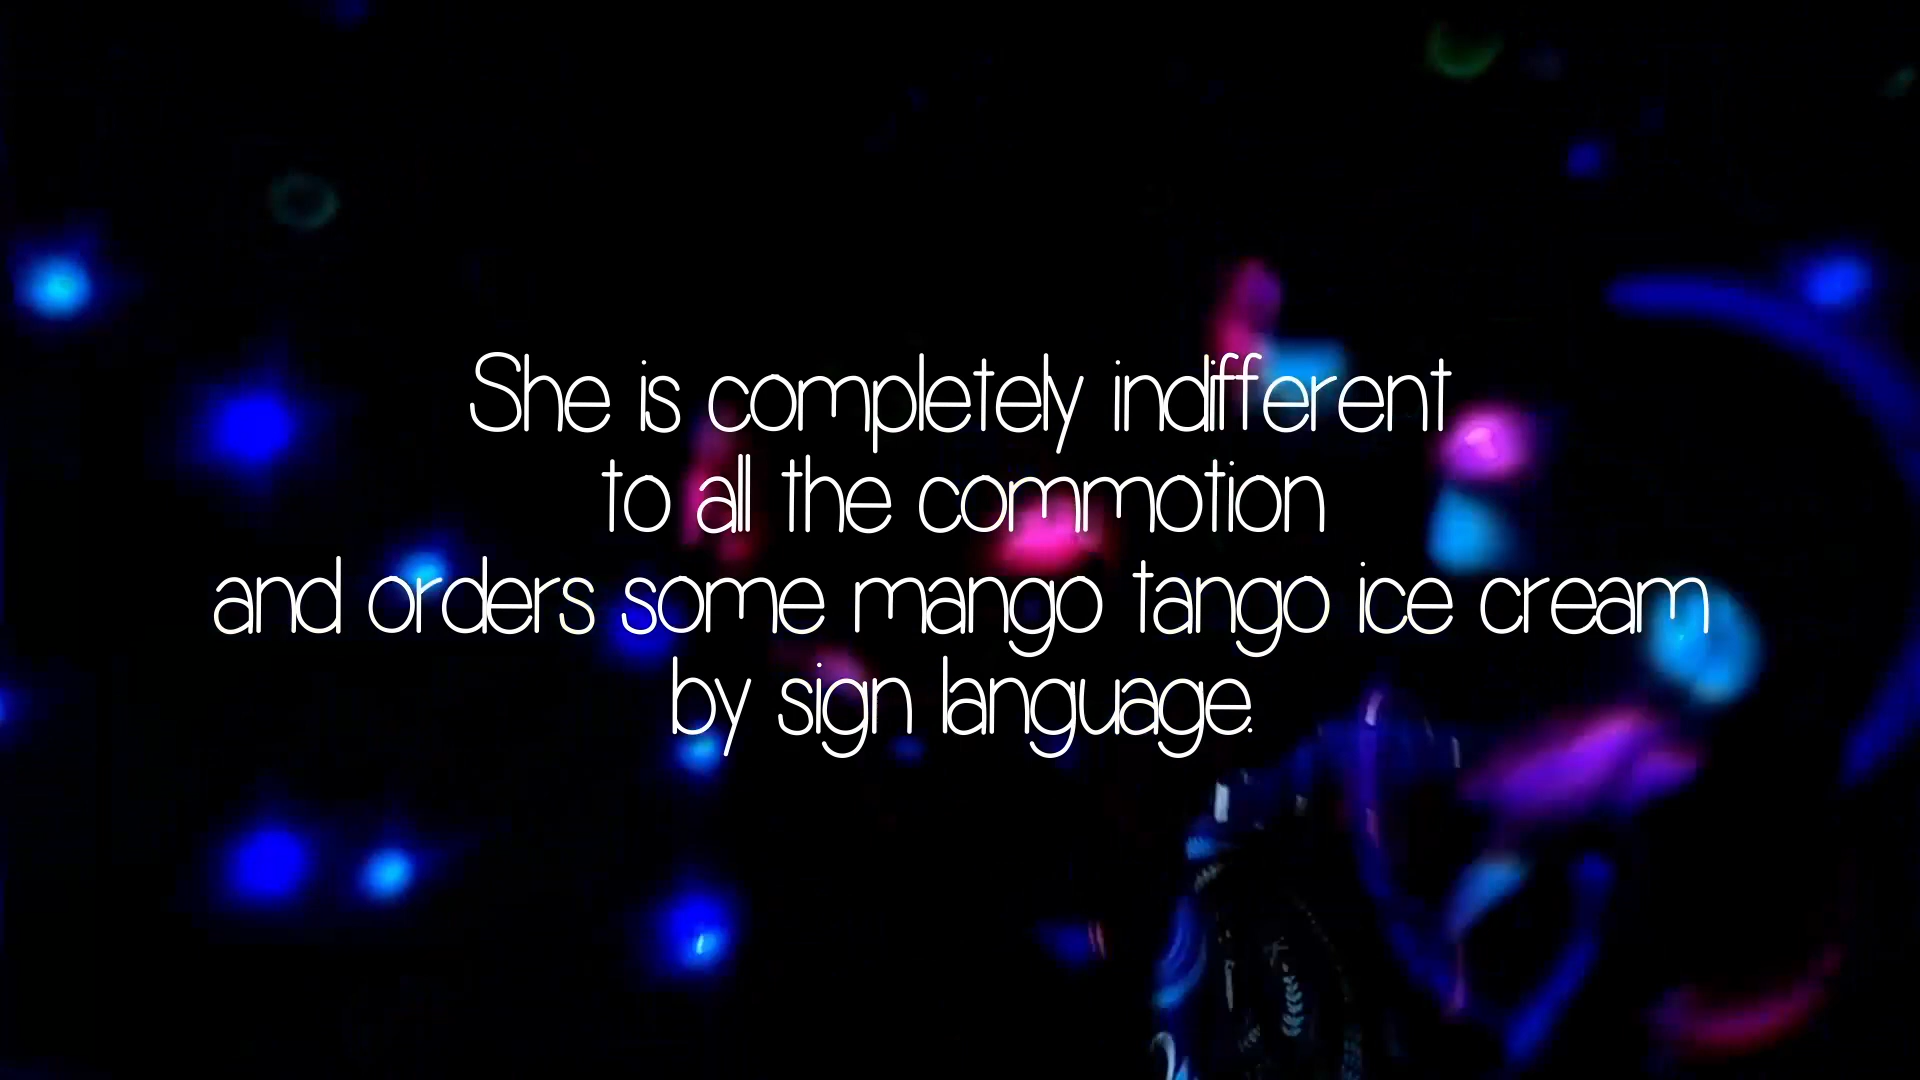 She is completely indifferent
to all the commotion
and orders some mango tango ice cream
by sign language.